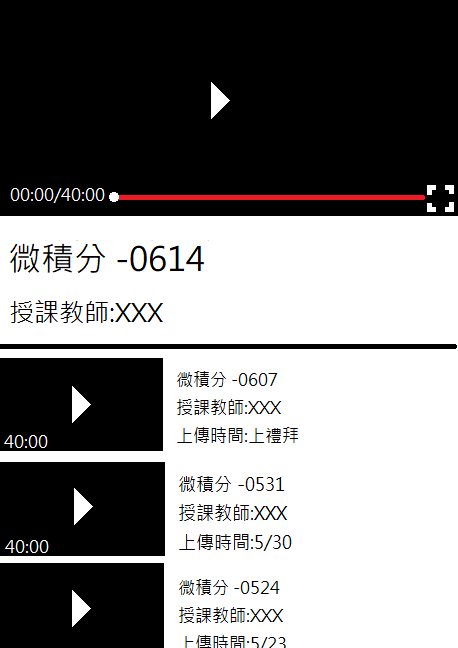 00:00/40:00
微積分 -0614
授課教師:XXX
40:00
微積分 -0607
授課教師:XXX
上傳時間:上禮拜
40:00
微積分 -0531
授課教師:XXX
上傳時間:5/30
微積分 -0524
授課教師:XXX
上傳時間:5/23